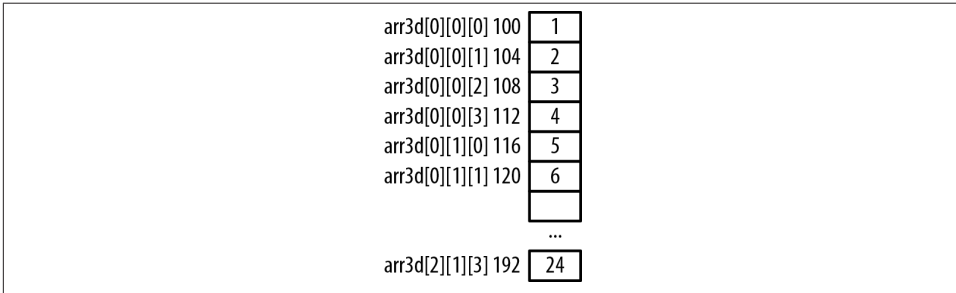 arr3d[0][0][0] 100 1
arr3d[0][0][1] 104 2
arr3d[0][0][2] 108 3
arr3d[0][0][3] 112 4
arr3d[0][1][0] 116 5
arr3d[0][1][1] 120 6
...
arr3d[2][1][3] 192 24